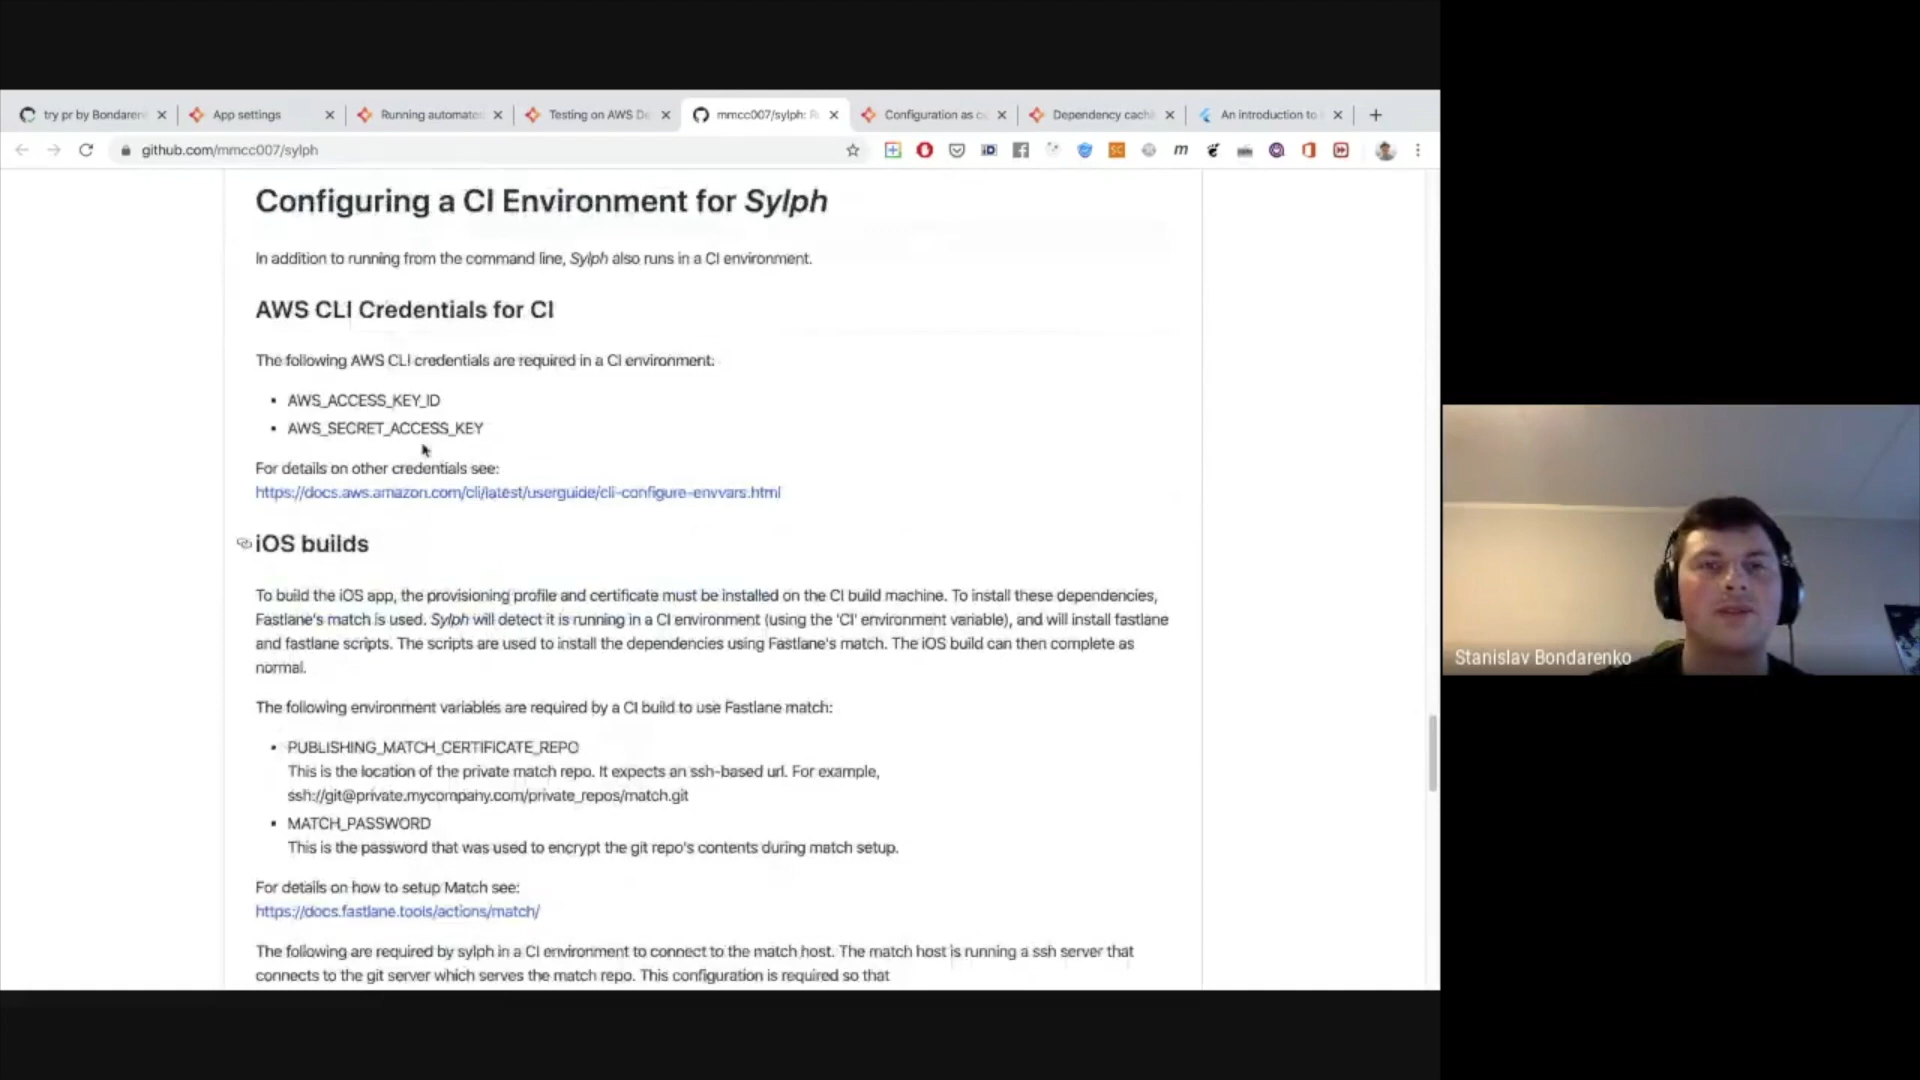 try pr by Bondaren
App settings
Running automated
Testing on AWS De
mmcc007/sylph: R
Configuration as c
Dependency cachi
An introduction to
github.com/mmcc007/sylph
Configuring a CI Environment for Sylph
In addition to running from the command line, Sylph also runs in a CI environment.
AWS CLI Credentials for CI
The following AWS CLI credentials are required in a CI environment.
• AWS_ACCESS_KEY_ID
• AWS_SECRET_ACCESS_KEY
For details on other credentials see:
https://docs.aws.amazon.com/cli/latest/userguide/cli-configure-envvars.html
iOS builds
To build the iOS app, the provisioning profile and certificate must be installed on the CI build machine. To install these dependencies,
Fastlane's match is used. Sylph will detect it is running in a CI environment (using the 'CI' environment variable), and will install fastlane
and fastlane scripts. The scripts are used to install the dependencies using Fastlane's match. The iOS build can then complete as
normal.
The following environment variables are required by a CI build to use Fastlane match:
• PUBLISHING_MATCH_CERTIFICATE_REPO
This is the location of the private match repo. It expects an ssh-based url. For example,
ssh://git@private.mycompany.com/private_repos/match.git
• MATCH_PASSWORD
This is the password that was used to encrypt the git repo's contents during match setup.
For details on how to setup Match see:
https://docs.fastlane.tools/actions/match/
The following are required by sylph in a CI environment to connect to the match host. The match host is running a ssh server that
connects to the git server which serves the match repo. This configuration is required so that
Stanislav Bondarenko